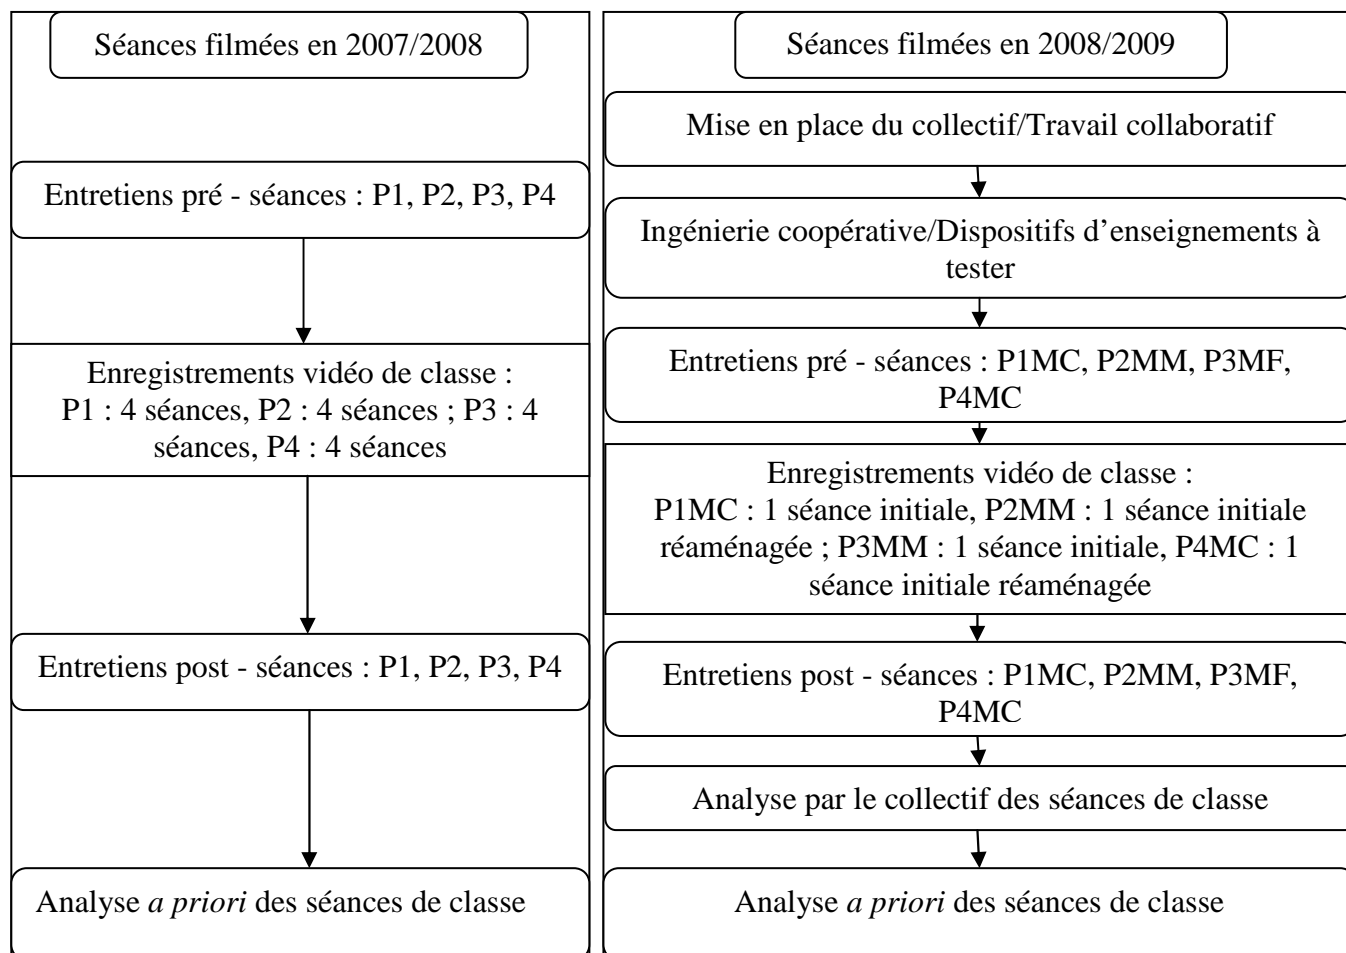 Séances filmées en 2007/2008
Entretiens pré - séances : P1, P2, P3, P4
Enregistrements vidéo de classe :
P1 : 4 séances, P2 : 4 séances ; P3 : 4
séances, P4 : 4 séances
Entretiens post - séances : P1, P2, P3, P4
Analyse a priori des séances de classe
Séances filmées en 2008/2009
Mise en place du collectif/Travail collaboratif
Ingénierie coopérative/Dispositifs d’enseignements à
tester
Entretiens pré - séances : P1MC, P2MM, P3MF,
P4MC
Enregistrements vidéo de classe :
P1MC : 1 séance initiale, P2MM : 1 séance initiale
réaménagée ; P3MM : 1 séance initiale, P4MC : 1
séance initiale réaménagée
Entretiens post - séances : P1MC, P2MM, P3MF,
P4MC
Analyse par le collectif des séances de classe
Analyse a priori des séances de classe